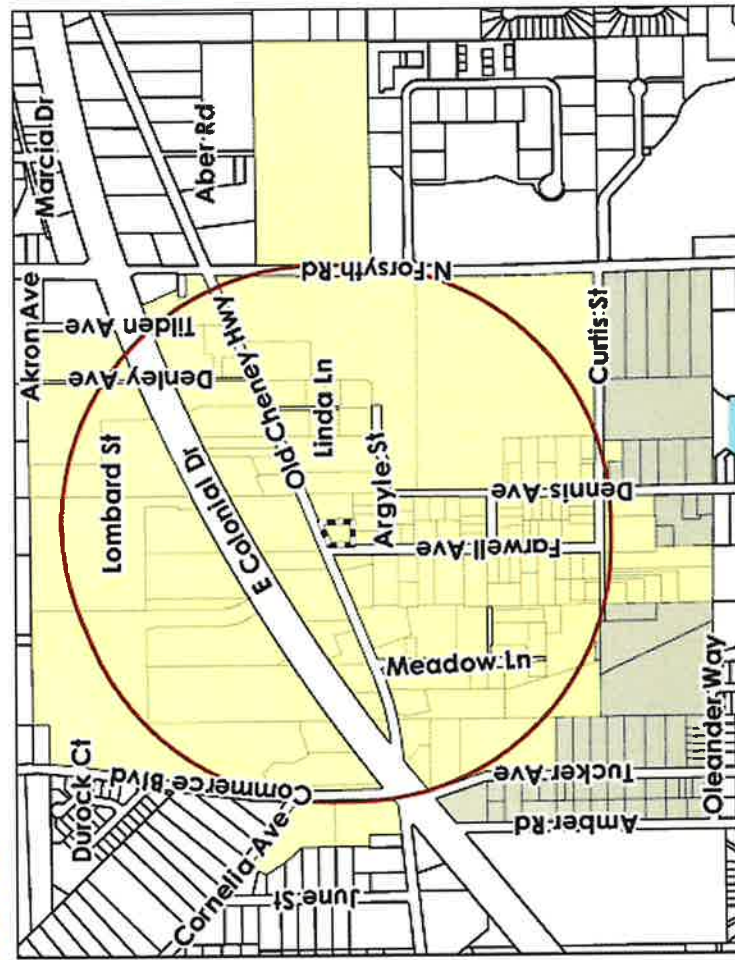 Marcia Dr
Aber Rd
Akron Ave
Tilden Ave
N Forsyth Rd
Denley Ave
Old Cheney Hwy
Linda Ln
Curtis St
Lombard St
E Colonial Dr
Argyle St
Dennis Ave
Farwell Ave
Meadow Ln
Durock Ct
Commerce Blvd
Tucker Ave
Oleander Way
Amber Rd
Cornelia Ave
June St